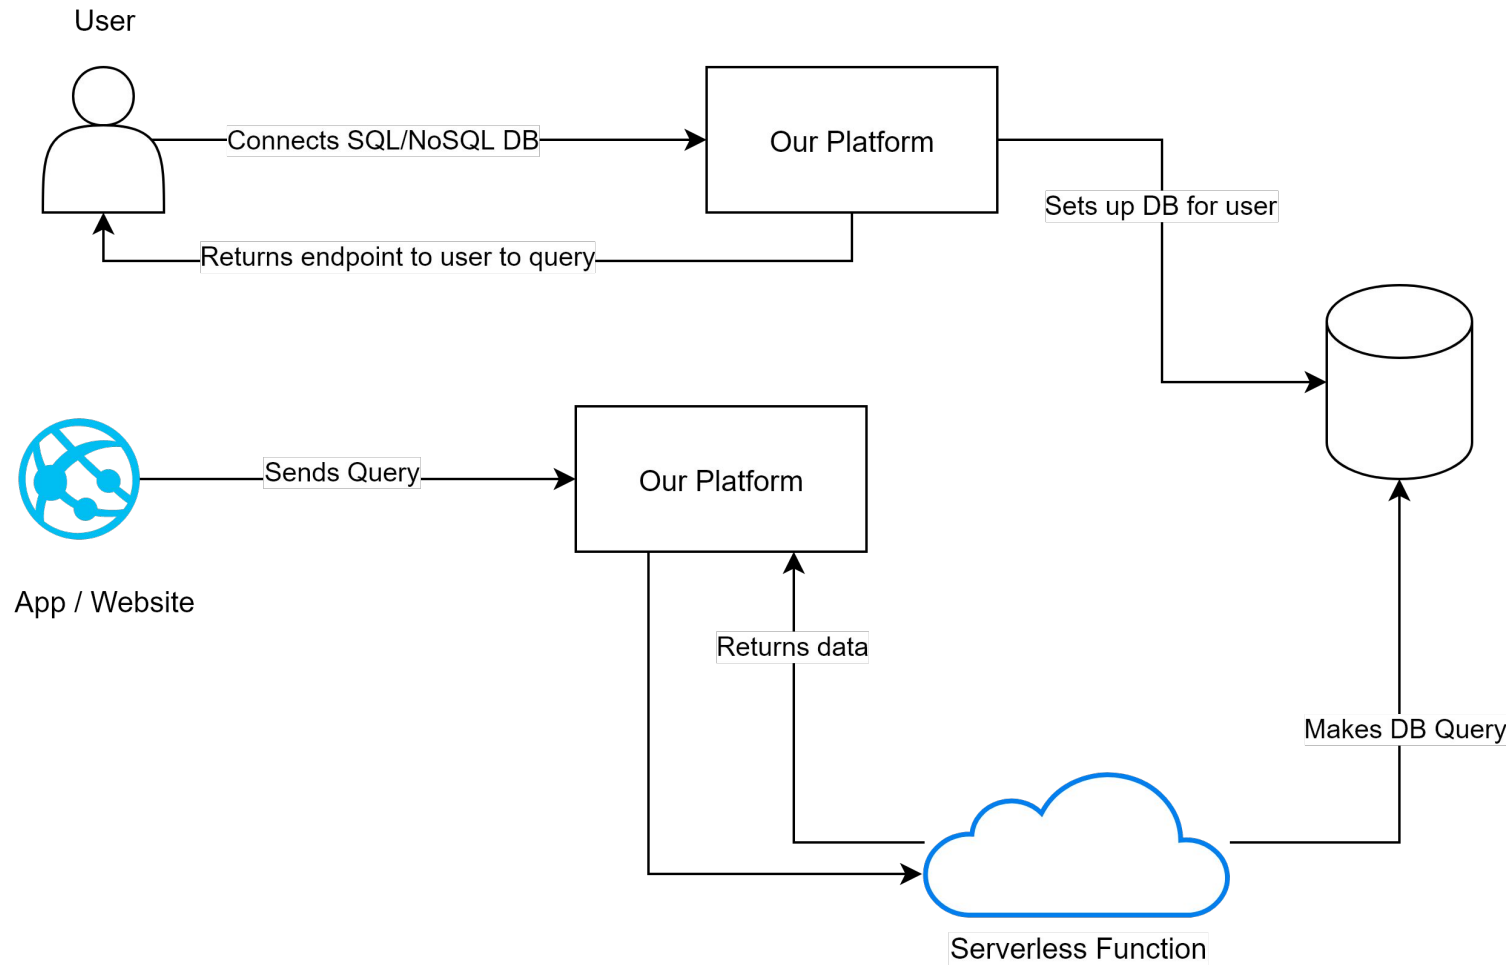 User
Connects SQL/NoSQL DB
Our Platform
Sets up DB for user
Returns endpoint to user to query
Sends Query
Our Platform
App / Website
Returns data
Makes DB Query
Serverless Function